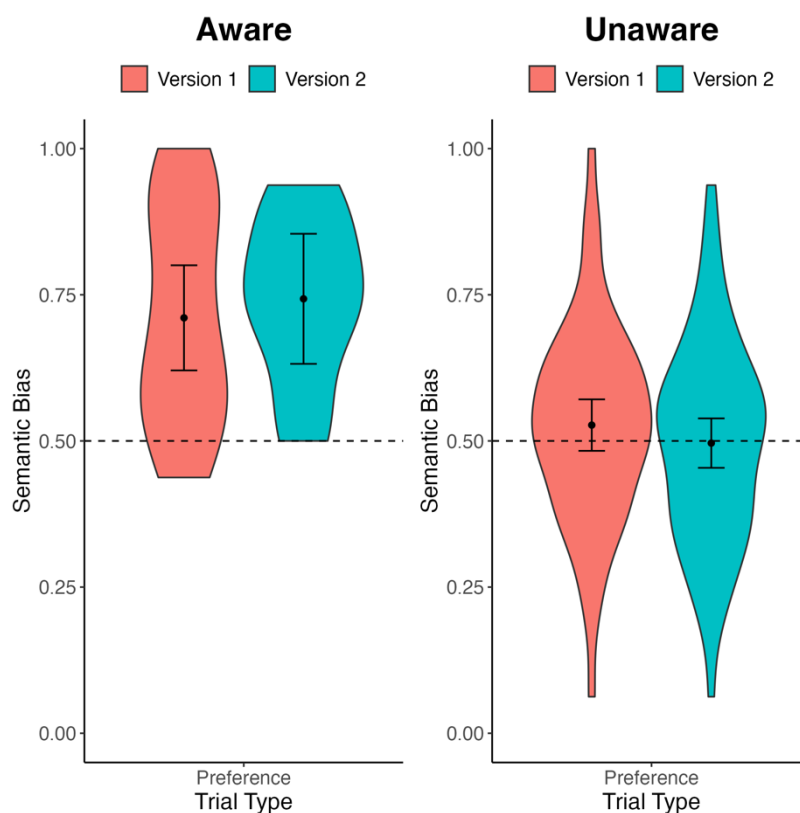 Aware
Version 1 Version 2
1.00
0.75
0.50
0.25
0.00
Semantic Bias
Preference
Trial Type
Unaware
Version 1 Version 2
1.00
0.75
0.50
0.25
0.00
Semantic Bias
Preference
Trial Type